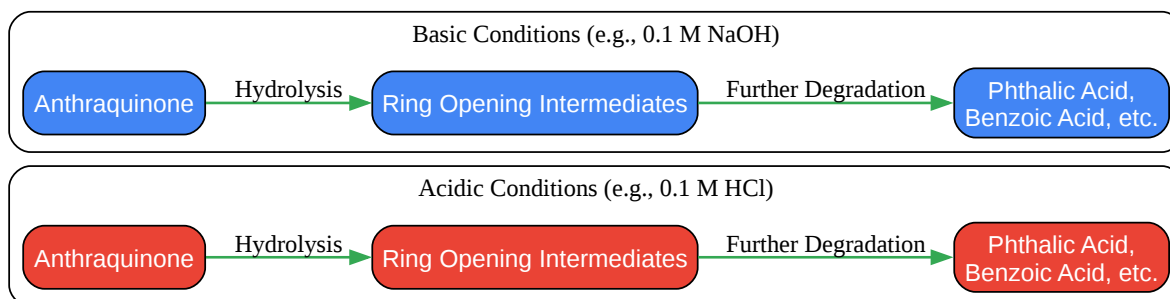 Basic Conditions (e.g., 0.1 M NaOH)
Anthraquinone
Hydrolysis
Ring Opening Intermediates
Further Degradation
Phthalic Acid,
Benzoic Acid, etc.
Acidic Conditions (e.g., 0.1 M HCl)
Anthraquinone
Hydrolysis
Ring Opening Intermediates
Further Degradation
Phthalic Acid,
Benzoic Acid, etc.